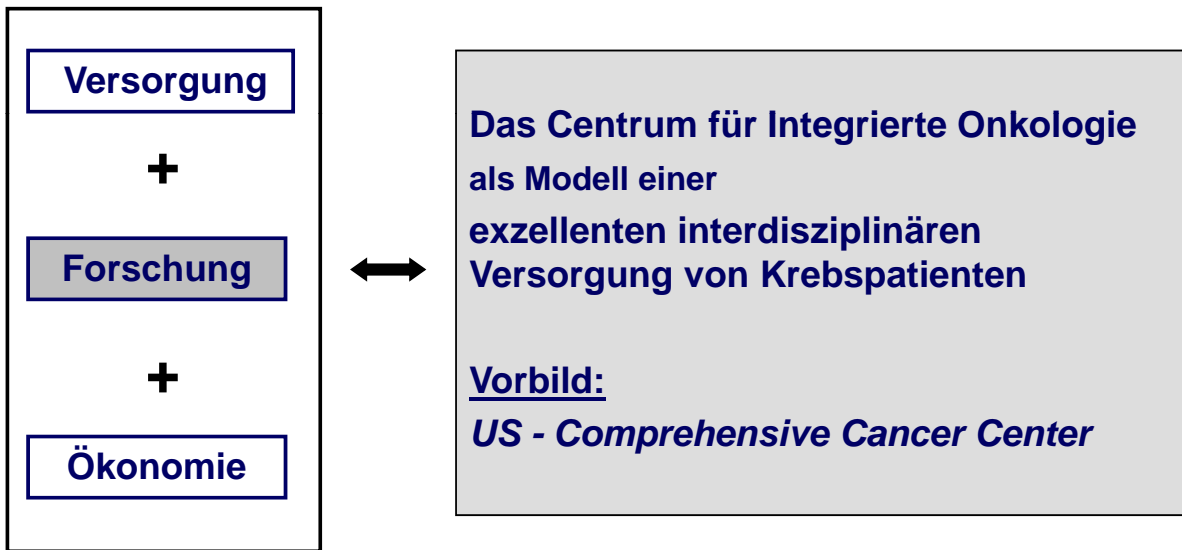 Versorgung
+
Forschung
+
Ökonomie
Das Centrum für Integrierte Onkologie
als Modell einer
exzellenten interdisziplinären
Versorgung von Krebspatienten
Vorbild:
US - Comprehensive Cancer Center